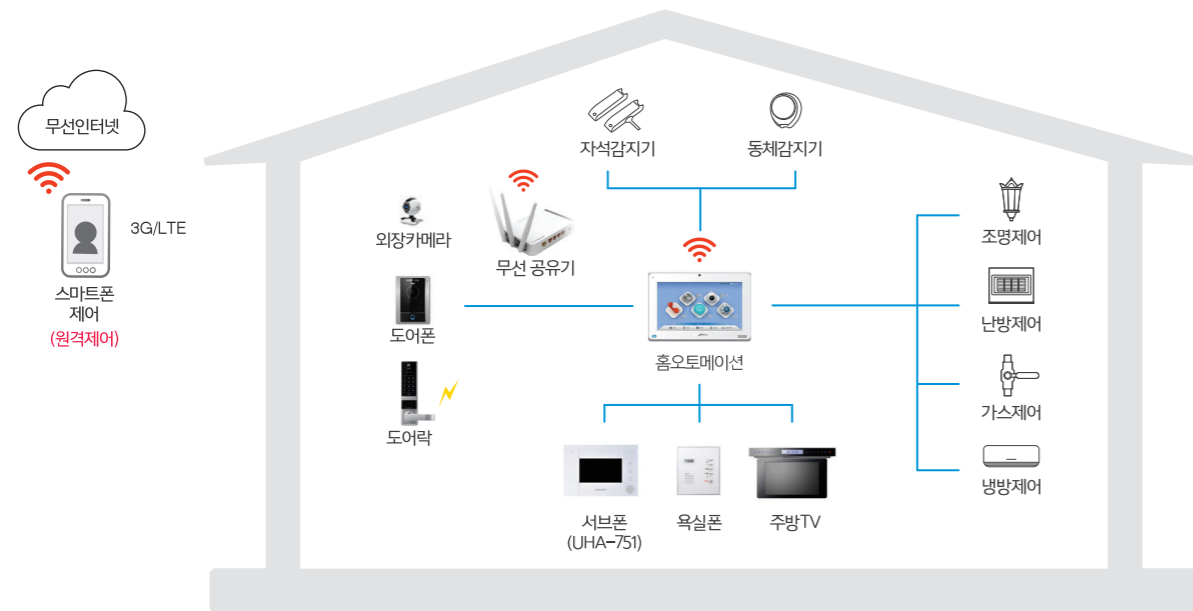 무선인터넷
3G/LTE
스마트폰
제어
(원격제어)
자석감지기
동체감지기
외장카메라
무선 공유기
도어폰
도어락
홈오토메이션
조명제어
난방제어
가스제어
냉방제어
서브폰
(UHA-751)
욕실폰
주방TV